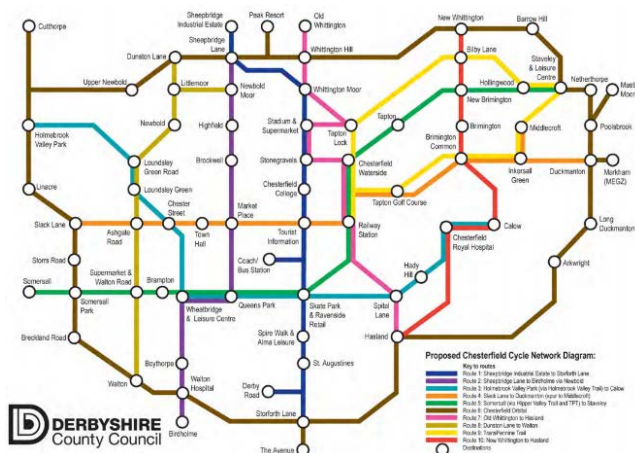 Cutthorpe
Sheepbridge
Industrial Estate
Peak Resort
Old
Whittington
New Whittington
Barrow Hill
Dunston Lane
Sheepbridge
Lane
Whittington Hill
Bilby Lane
Staveley
& Leisure
Centre
Upper Newbold
Littlemoor
Newbold
Moor
Whittington Moor
Hollingwood
Netherthorpe
Mastin
Moor
New Brimington
Holmebrook
Valley Park
Newbold
Highfield
Stadium &
Supermarket
Tapton
Lock
Tapton
Brimington
Middlecroft
Poolsbrook
Loundsley
Green Road
Brockwell
Stonegravels
Chesterfield
Waterside
Brimington
Common
Inkersall
Green
Duckmanton
Markham
(MEGZ)
Linacre
Loundsley Green
Chester
Street
Chesterfield
College
Tapton Golf Course
Slack Lane
Ashgate
Road
Town
Hall
Market
Place
Tourist
Information
Railway
Station
Chesterfield
Royal Hospital
Calow
Long
Duckmanton
Storrs Road
Supermarket &
Walton Road
Coach/
Bus Station
Hady
Hill
Arkwright
Somersall
Somersall
Park
Brampton
Wheatbridge
& Leisure Centre
Queens Park
Skate Park
& Ravenside
Retail
Spital
Lane
Breckland Road
Spire Walk &
Alma Leisure
Hasland
Boythorpe
St. Augustines
Walton
Walton
Hospital
Derby
Road
Birdholme
Storforth Lane
The Avenue
DERBYSHIRE
County Council
Proposed Chesterfield Cycle Network Diagram:
Key to routes
Route 1: Sheepbridge Industrial Estate to Storforth Lane
Route 2: Sheepbridge Lane to Birdholme via Newbold
Route 3: Holmebrook Valley Park (via Holmebrook Valley Trail) to Calow
Route 4: Slack Lane to Duckmanton (spur to Middlecroft)
Route 5: Somersall (via Hipper Valley Trail and TPT) to Staveley
Route 6: Chesterfield Orbital
Route 7: Old Whittington to Hasland
Route 8: Dunston Lane to Walton
Route 9: TransPennine Trail
Route 10: New Whittington to Hasland
Destinations